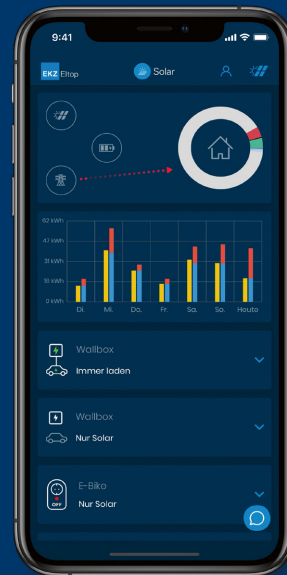 9:41
EKZ Eltop
Solar
62 kWh
47 kWh
31 kWh
16 kWh
0 kWh
Di. Mi. Do. Fr. Sa. So. Heute
Wallbox
Immer laden
Wallbox
Nur Solar
E-Bike
Nur Solar
OFF